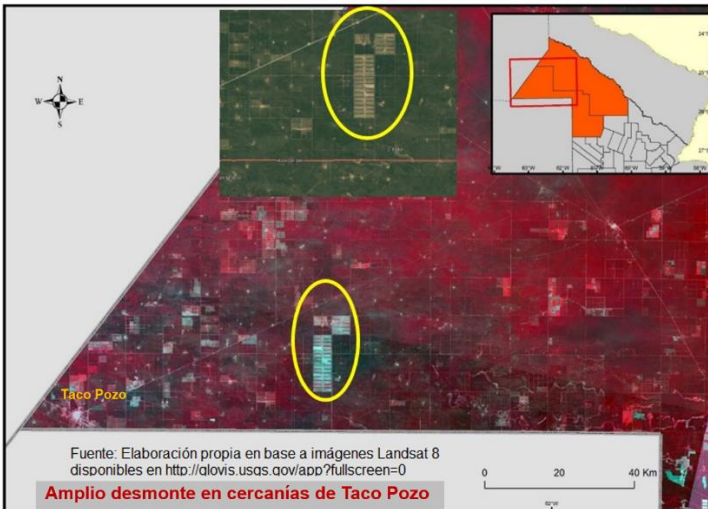 N
W E
S
Taco Pozo
Fuente: Elaboración propia en base a imágenes Landsat 8
disponibles en http://glovis.usgs.gov/app?fullscreen=0
0 20 40 Km
Amplio desmonte en cercanías de Taco Pozo